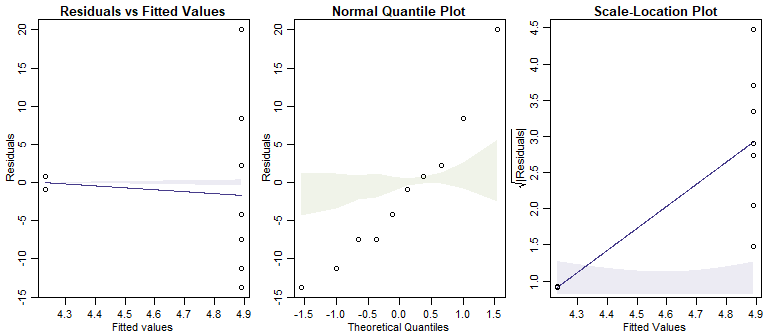 Residuals vs Fitted Values
Residuals
20
15
10
5
0
-5
-10
-15
4.3 4.4 4.5 4.6 4.7 4.8 4.9
Fitted values
Normal Quantile Plot
Residuals
20
15
10
5
0
-5
-10
-15
-1.5 -1.0 -0.5 0.0 0.5 1.0 1.5
Theoretical Quantiles
Scale-Location Plot
√|Residuals|
4.5
4.0
3.5
3.0
2.5
2.0
1.5
1.0
4.3 4.4 4.5 4.6 4.7 4.8 4.9
Fitted Values